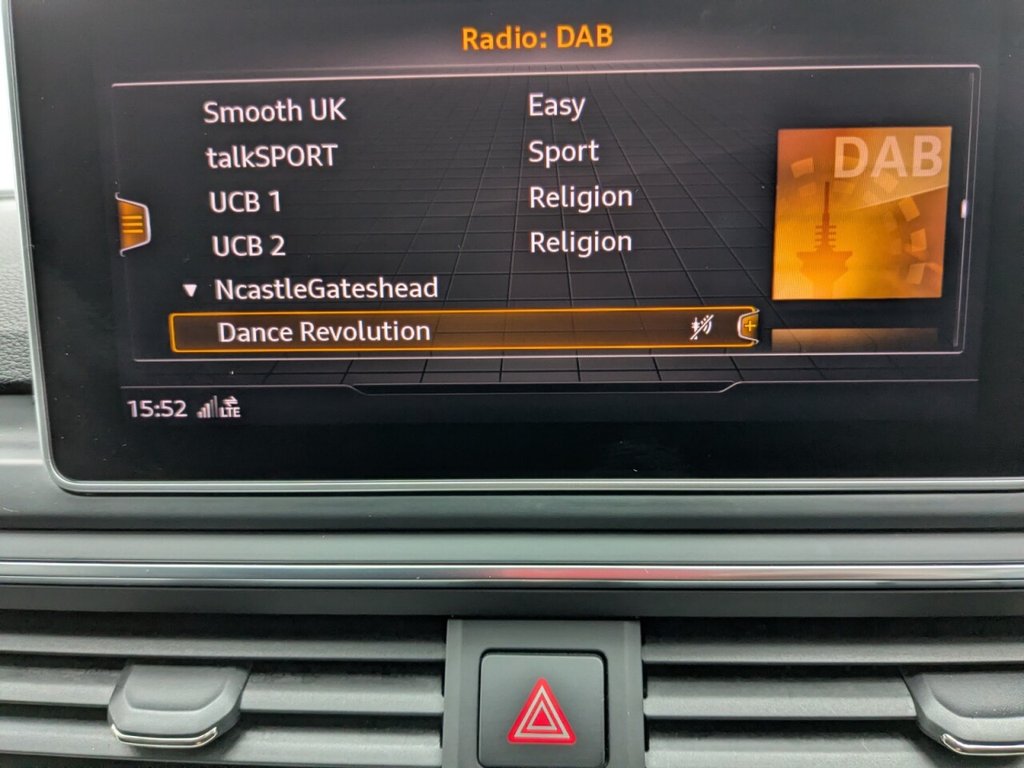 Radio: DAB
Smooth UK Easy
talkSPORT Sport
UCB 1 Religion
UCB 2 Religion
NcastleGateshead
Dance Revolution
DAB
15:52 LTE